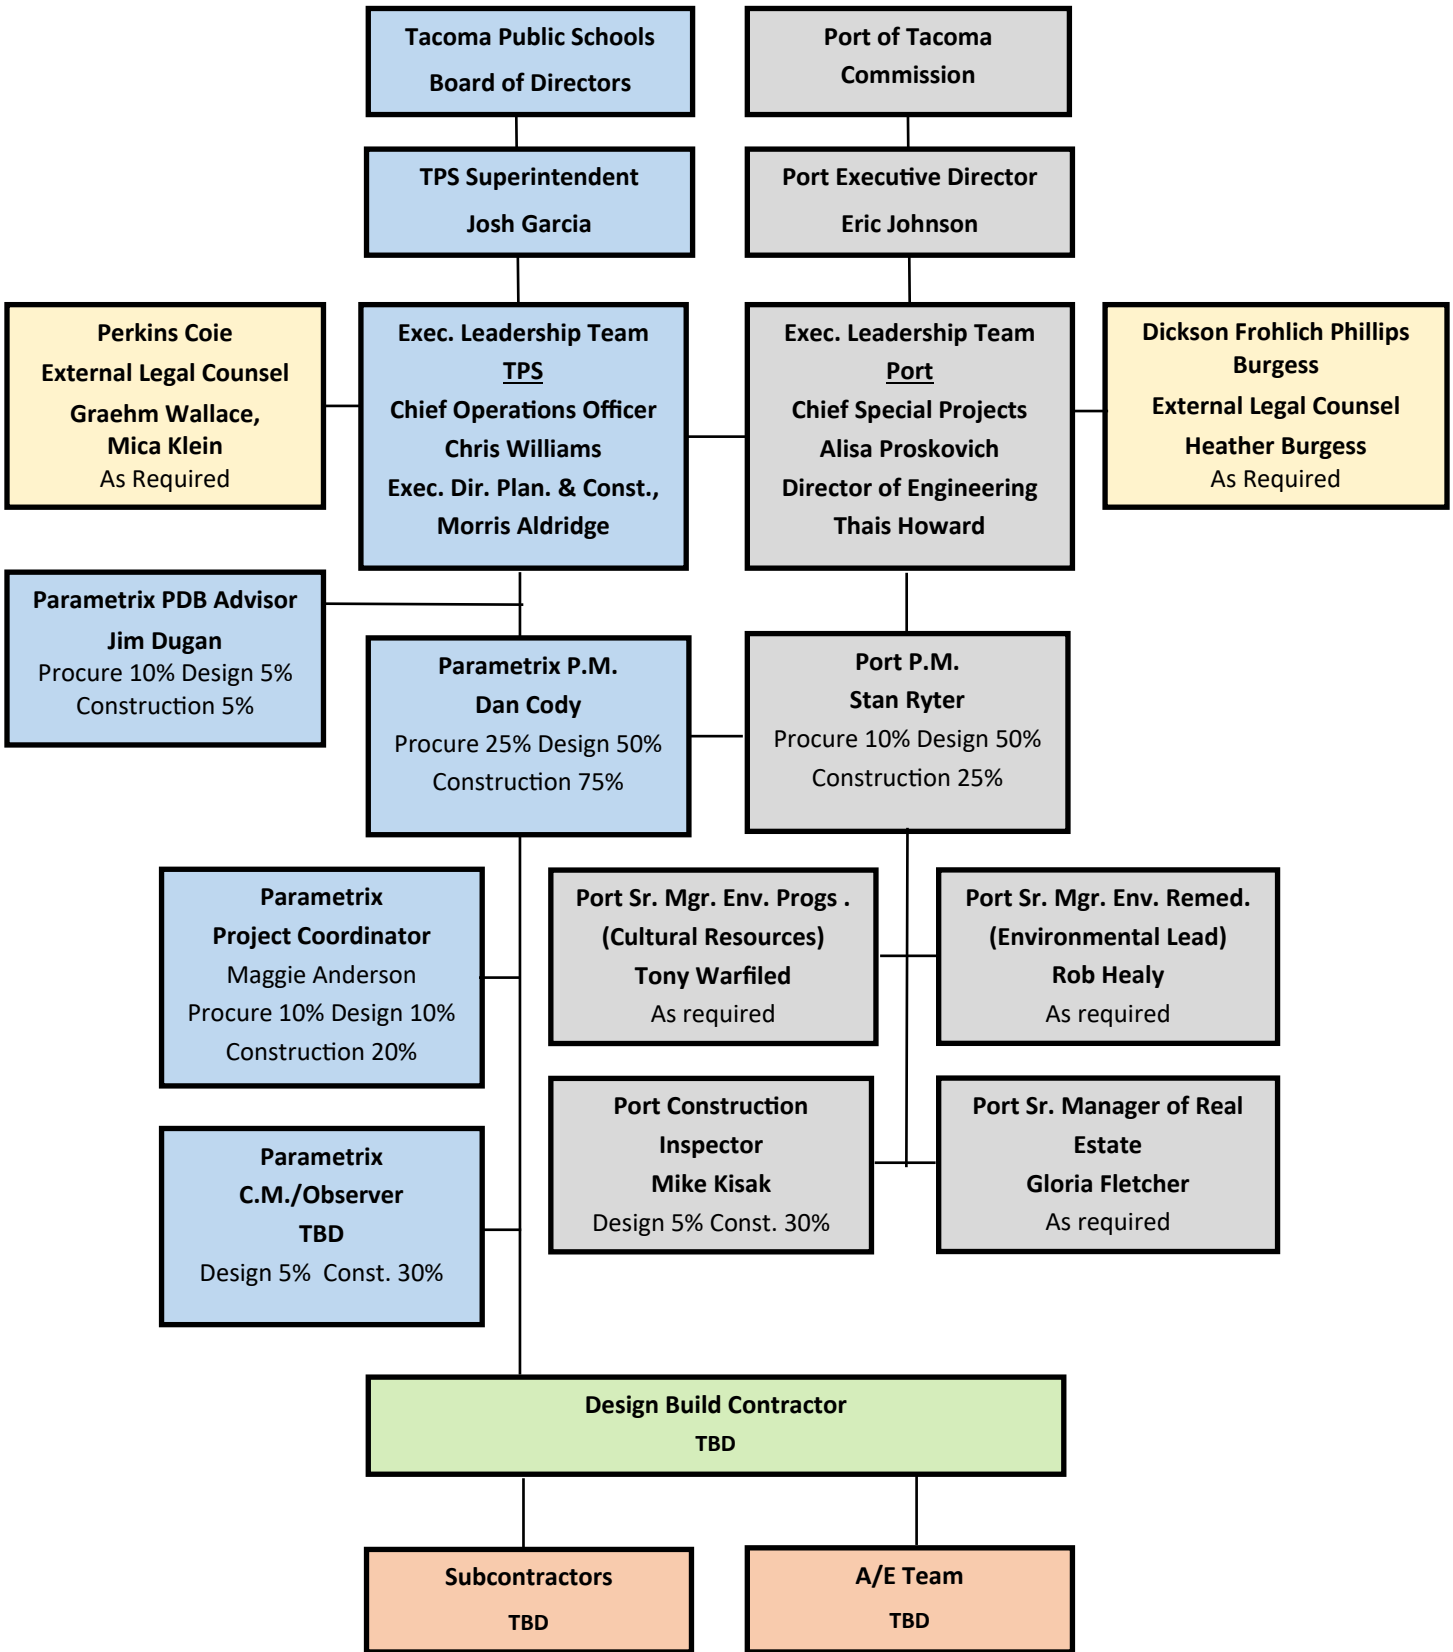 Tacoma Public Schools
Board of Directors
Port of Tacoma
Commission
TPS Superintendent
Josh Garcia
Port Executive Director
Eric Johnson
Perkins Coie
External Legal Counsel
Graehm Wallace,
Mica Klein
As Required
Exec. Leadership Team
TPS
Chief Operations Officer
Chris Williams
Exec. Dir. Plan. & Const.,
Morris Aldridge
Exec. Leadership Team
Port
Chief Special Projects
Alisa Proskovich
Director of Engineering
Thais Howard
Dickson Frohlich Phillips
Burgess
External Legal Counsel
Heather Burgess
As Required
Parametrix PDB Advisor
Jim Dugan
Procure 10% Design 5%
Construction 5%
Parametrix P.M.
Dan Cody
Procure 25% Design 50%
Construction 75%
Port P.M.
Stan Ryter
Procure 10% Design 50%
Construction 25%
Parametrix
Project Coordinator
Maggie Anderson
Procure 10% Design 10%
Construction 20%
Port Sr. Mgr. Env. Progs .
(Cultural Resources)
Tony Warfiled
As required
Port Sr. Mgr. Env. Remed.
(Environmental Lead)
Rob Healy
As required
Parametrix
C.M./Observer
TBD
Design 5%  Const. 30%
Port Construction
Inspector
Mike Kisak
Design 5% Const. 30%
Port Sr. Manager of Real
Estate
Gloria Fletcher
As required
Design Build Contractor
TBD
Subcontractors
TBD
A/E Team
TBD